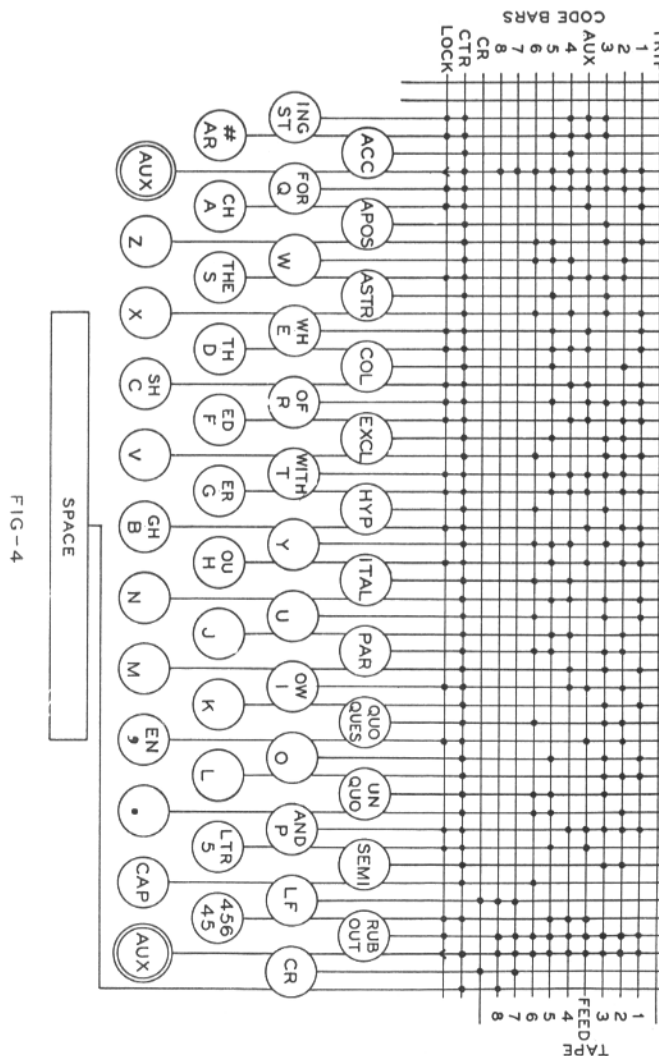 CODE BARS
1
2
3
AUX
4
5
6
7
8
CR
CTR
LOCK
TAPE
1
2
3
FEED
4
5
6
7
8
ACC APOS ASTR COL EXCL HYP ITAL PAR QUO QUES UN QUO SEMI RUB OUT
ING ST FOR Q W WH E OF R WITH T Y U OW I O AND P LF CR
# AR CH A THE S TH D ED F ER G OU H J K L LTR 5 456 45
AUX Z X SH C V GH B N M EN , . CAP AUX
SPACE
FIG-4